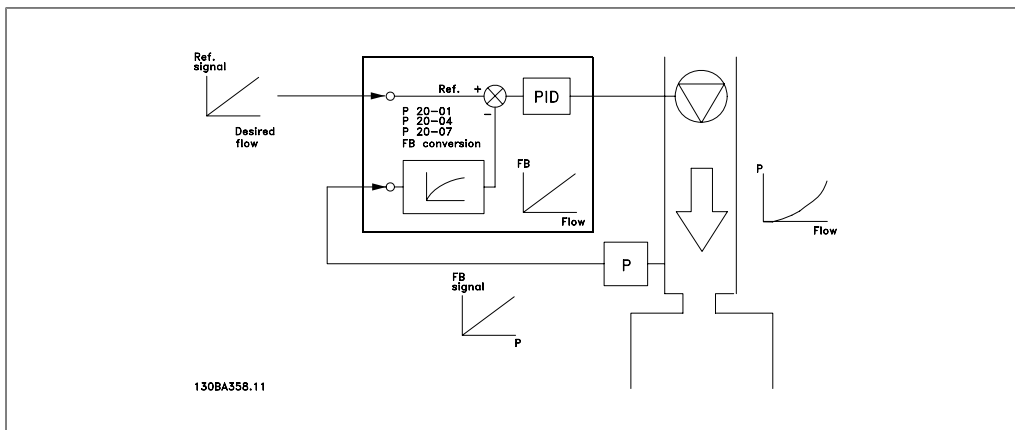 Ref.
signal
Desired
flow
Ref.
+
−
PID
P 20-01
P 20-04
P 20-07
FB conversion
FB
Flow
P
Flow
P
FB
signal
P
130BA358.11